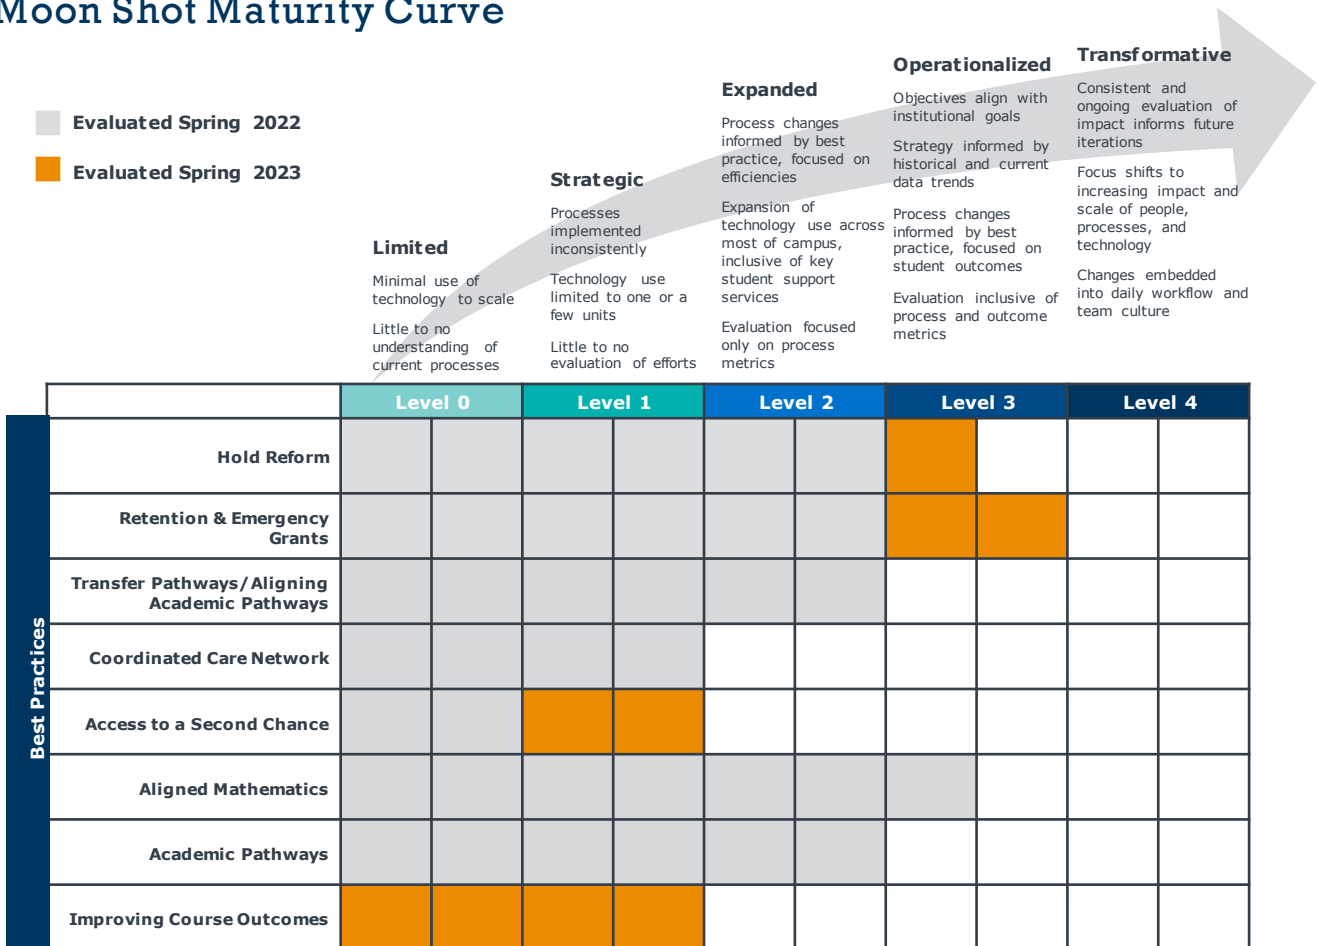 Moon Shot Maturity Curve
Evaluated Spring 2022
Evaluated Spring 2023
Limited
Minimal use of
technology to scale
Little to no
understanding of
current processes
Strategic
Processes
implemented
inconsistently
Technology use
limited to one or a
few units
Little to no
evaluation of efforts
Expanded
Process changes
informed by best
practice, focused on
efficiencies
Expansion of
technology use across
most of campus,
inclusive of key
student support
services
Evaluation focused
only on process
metrics
Operationalized
Objectives align with
institutional goals
Strategy informed by
historical and current
data trends
Process changes
informed by best
practice, focused on
student outcomes
Evaluation inclusive of
process and outcome
metrics
Transformative
Consistent and
ongoing evaluation of
impact informs future
iterations
Focus shifts to
increasing impact and
scale of people,
processes, and
technology
Changes embedded
into daily workflow and
team culture
Level 0
Level 1
Level 2
Level 3
Level 4
Best Practices
Hold Reform
Retention & Emergency
Grants
Transfer Pathways/Aligning
Academic Pathways
Coordinated Care Network
Access to a Second Chance
Aligned Mathematics
Academic Pathways
Improving Course Outcomes